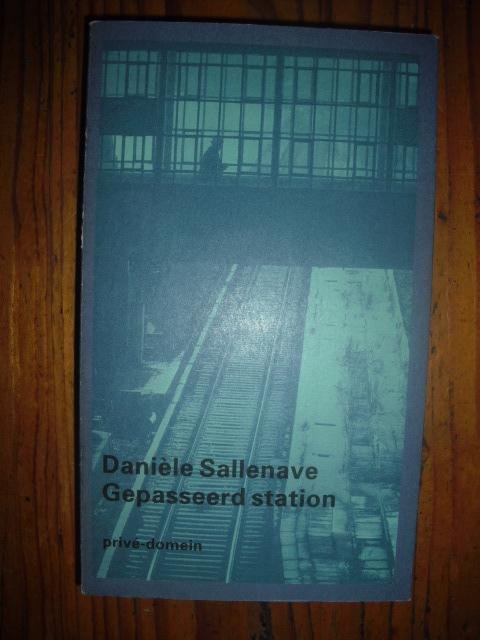 Danièle Sallenave
Gepasseerd station
privé-domein